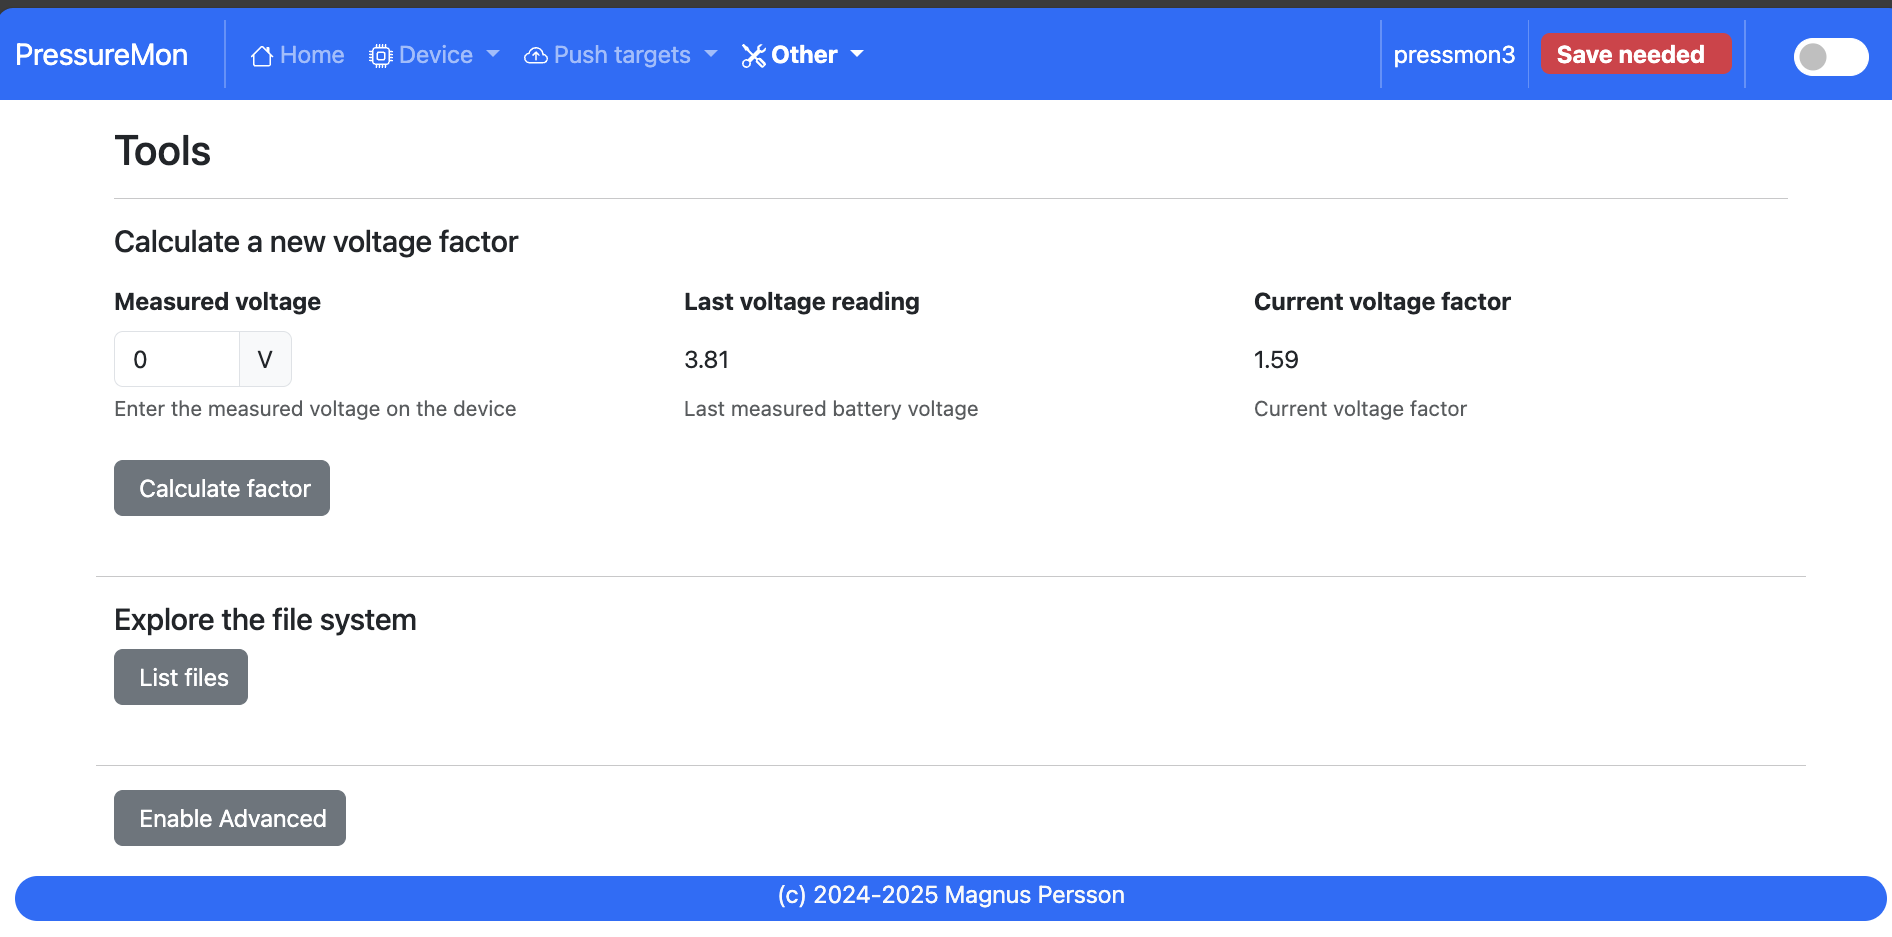 PressureMon Home Device Push targets Other pressmon3 Save needed
Tools
Calculate a new voltage factor
Measured voltage Last voltage reading Current voltage factor
0 V 3.81 1.59
Enter the measured voltage on the device Last measured battery voltage Current voltage factor
Calculate factor
Explore the file system
List files
Enable Advanced
(c) 2024-2025 Magnus Persson